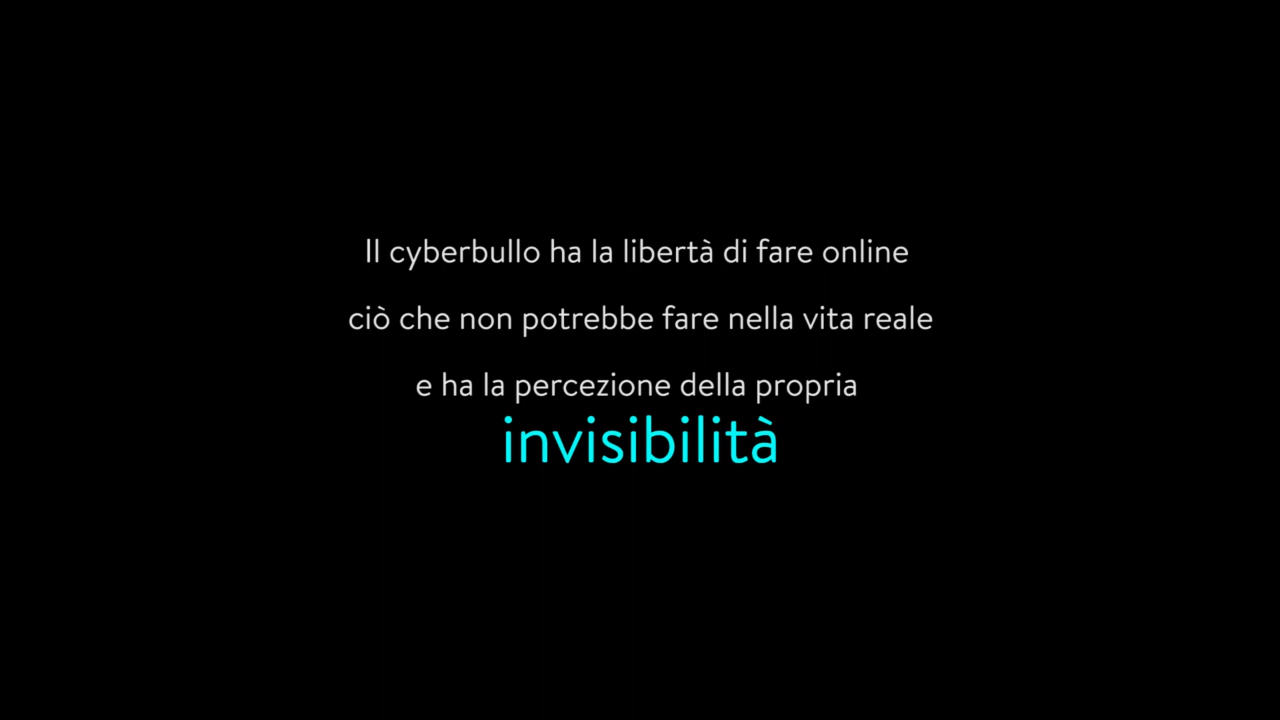 Il cyberbullo ha la libertà di fare online
ciò che non potrebbe fare nella vita reale
e ha la percezione della propria
invisibilità